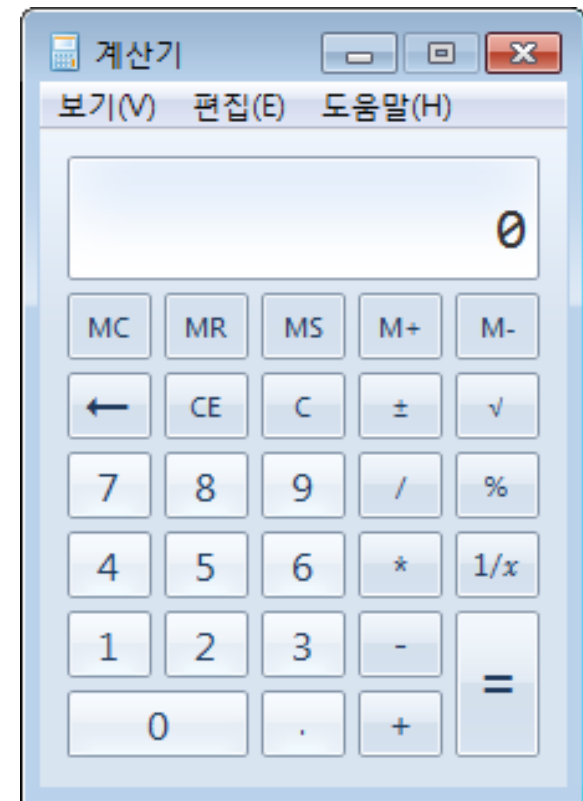 계산기
보기(V) 편집(E) 도움말(H)
0
MC MR MS M+ M-
← CE C ± √
7 8 9 / %
4 5 6 * 1/x
1 2 3 - =
0 . +